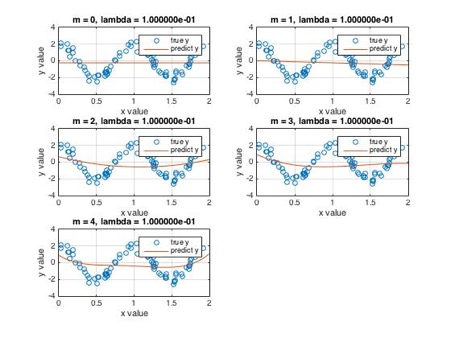 m = 0, lambda = 1.000000e-01
4
2
0
-2
-4
y value
true y
predict y
0 0.5 1 1.5 2
x value
m = 1, lambda = 1.000000e-01
4
2
0
-2
-4
y value
true y
predict y
0 0.5 1 1.5 2
x value
m = 2, lambda = 1.000000e-01
4
2
0
-2
-4
y value
true y
predict y
0 0.5 1 1.5 2
x value
m = 3, lambda = 1.000000e-01
4
2
0
-2
-4
y value
true y
predict y
0 0.5 1 1.5 2
x value
m = 4, lambda = 1.000000e-01
4
2
0
-2
-4
y value
true y
predict y
0 0.5 1 1.5 2
x value